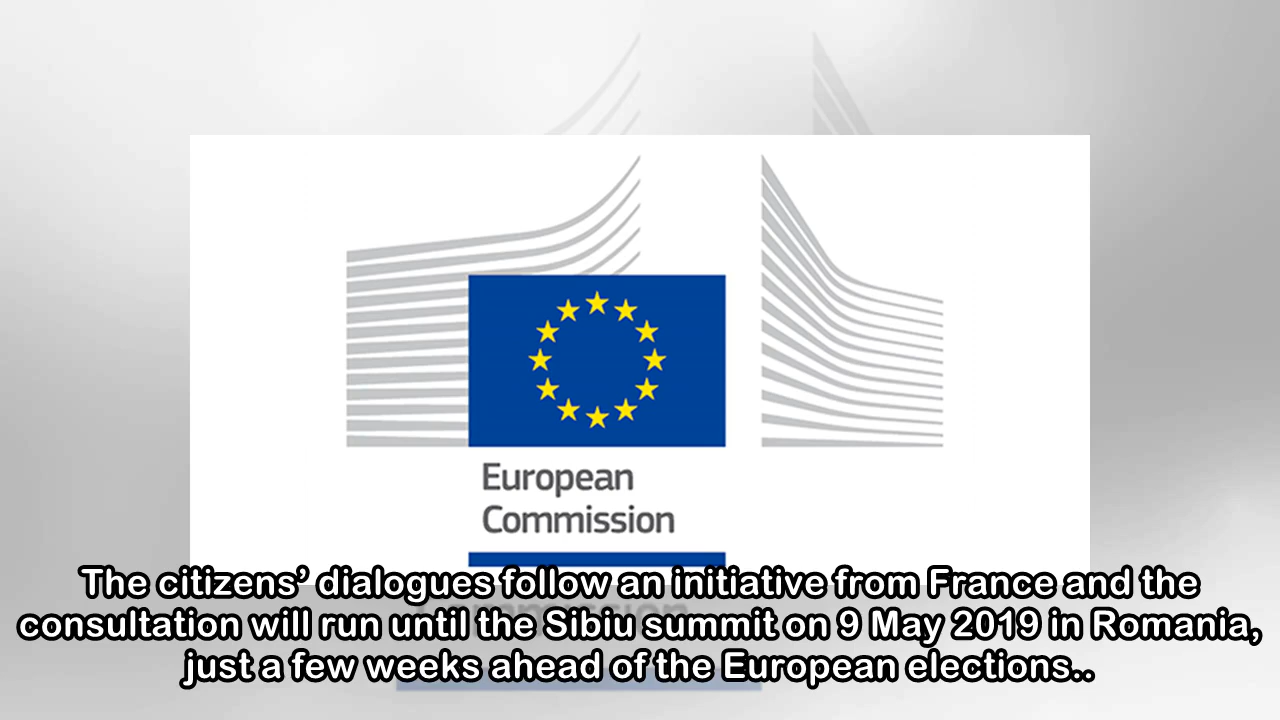 European
Commission
The citizens’ dialogues follow an initiative from France and the
consultation will run until the Sibiu summit on 9 May 2019 in Romania,
just a few weeks ahead of the European elections..